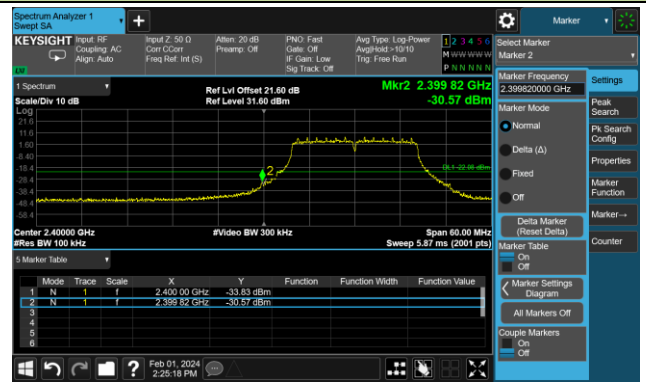 Spectrum Analyzer 1
Swept SA
Marker
KEYSIGHT
Input: RF
Coupling: AC
Align: Auto
Input Z: 50 Ω
Corr CCorr
Freq Ref: Int (S)
Atten: 20 dB
Preamp: Off
PNO: Fast
Gate: Off
IF Gain: Low
Sig Track: Off
Avg Type: Log-Power
Avg|Hold:>10/10
Trig: Free Run
1 2 3 4 5 6
M W W W W W
P N N N N N
Select Marker
Marker 2
LW
1 Spectrum
Scale/Div 10 dB
Log
Ref Lvl Offset 21.60 dB
Ref Level 31.60 dBm
Mkr2 2.399 82 GHz
-30.57 dBm
21.6
11.6
1.60
-8.40
-18.4
-28.4
-38.4
-48.4
-58.4
2
DL1 -22.06 dBm
Center 2.40000 GHz
#Res BW 100 kHz
#Video BW 300 kHz
Span 60.00 MHz
Sweep 5.87 ms (2001 pts)
5 Marker Table
Mode Trace Scale X Y Function Function Width Function Value
1 N 1 f 2.400 00 GHz -33.83 dBm
2 N 1 f 2.399 82 GHz -30.57 dBm
3
4
5
6
Marker Frequency
2.399820000 GHz
Marker Mode
Normal
Delta (Δ)
Fixed
Off
Delta Marker
(Reset Delta)
Marker Table
On
Off
Marker Settings
Diagram
All Markers Off
Couple Markers
On
Off
Settings
Peak
Search
Pk Search
Config
Properties
Marker
Function
Marker→
Counter
?
Feb 01, 2024
2:25:18 PM